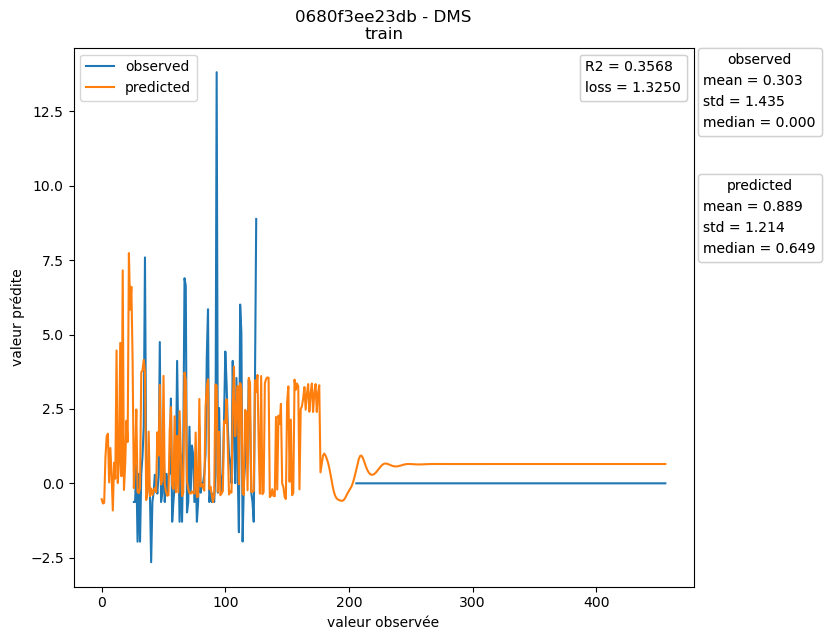 0680f3ee23db - DMS
train
observed
predicted
R2 = 0.3568
loss = 1.3250
observed
mean = 0.303
std = 1.435
median = 0.000
predicted
mean = 0.889
std = 1.214
median = 0.649
valeur prédite
12.5
10.0
7.5
5.0
2.5
0.0
−2.5
0
100
200
300
400
valeur observée